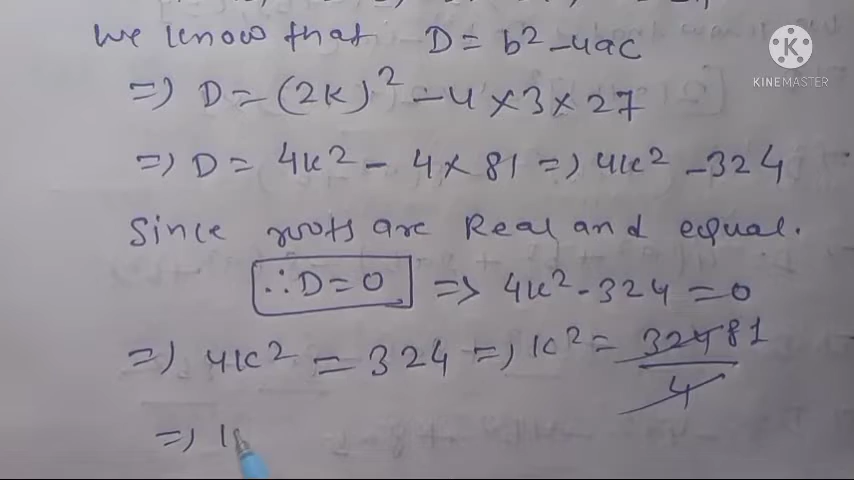 We know that D = b² - 4ac
K
KINEMASTER
=> D = (2K)² - 4 × 3 × 27
=> D = 4K² - 4 × 81 => 4K² - 324
Since roots are Real and equal.
∴ D = 0 => 4K² - 324 = 0
=> 4K² = 324 => K² = 324 81 / 4
=> K